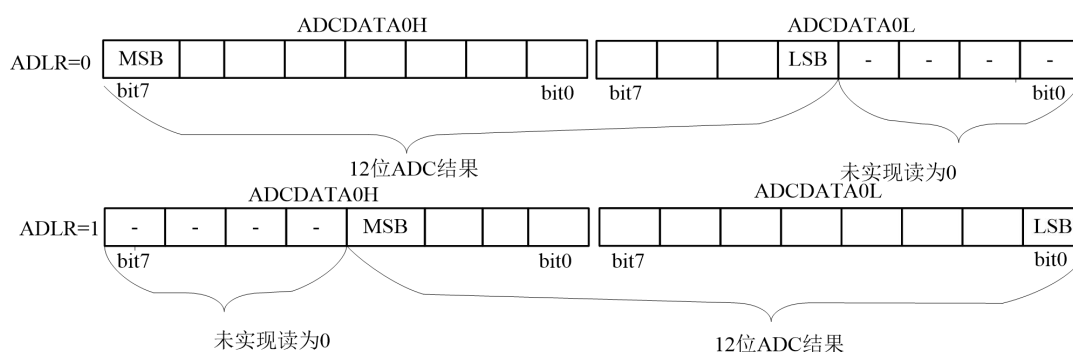 ADCDATA0H ADCDATA0L
ADLR=0 MSB LSB - - - -
bit7 bit0 bit7 bit0
12位ADC结果 未实现读为0
ADCDATA0H ADCDATA0L
ADLR=1 - - - - MSB LSB
bit7 bit0 bit7 bit0
未实现读为0 12位ADC结果